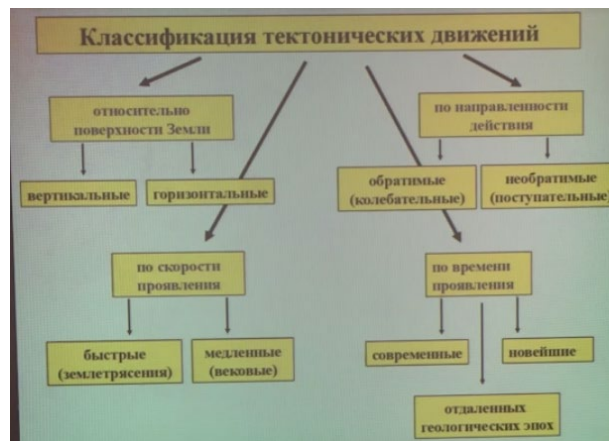 Классификация тектонических движений
относительно
поверхности Земли
по направленности
действия
вертикальные
горизонтальные
обратимые
(колебательные)
необратимые
(поступательные)
по скорости
проявления
по времени
проявления
быстрые
(землетрясения)
медленные
(вековые)
современные
новейшие
отдаленных
геологических эпох